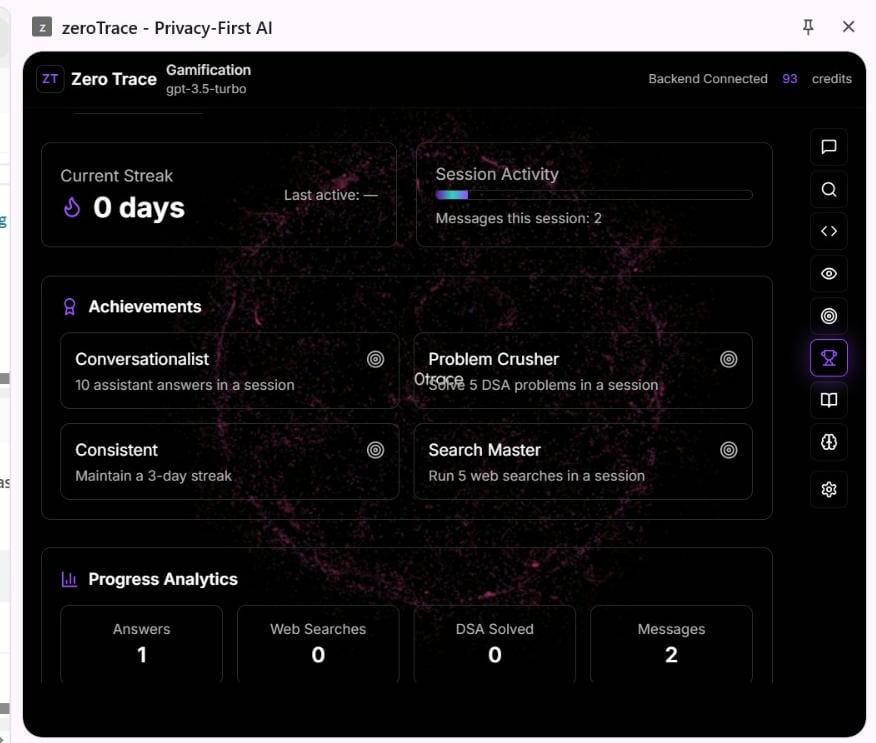 z zeroTrace - Privacy-First AI
ZT Zero Trace
Gamification
gpt-3.5-turbo
Backend Connected 93 credits
Current Streak
0 days
Last active: —
Session Activity
Messages this session: 2
Achievements
Conversationalist
10 assistant answers in a session
Problem Crusher
Solve 5 DSA problems in a session
0trace
Consistent
Maintain a 3-day streak
Search Master
Run 5 web searches in a session
Progress Analytics
Answers
1
Web Searches
0
DSA Solved
0
Messages
2
g
as